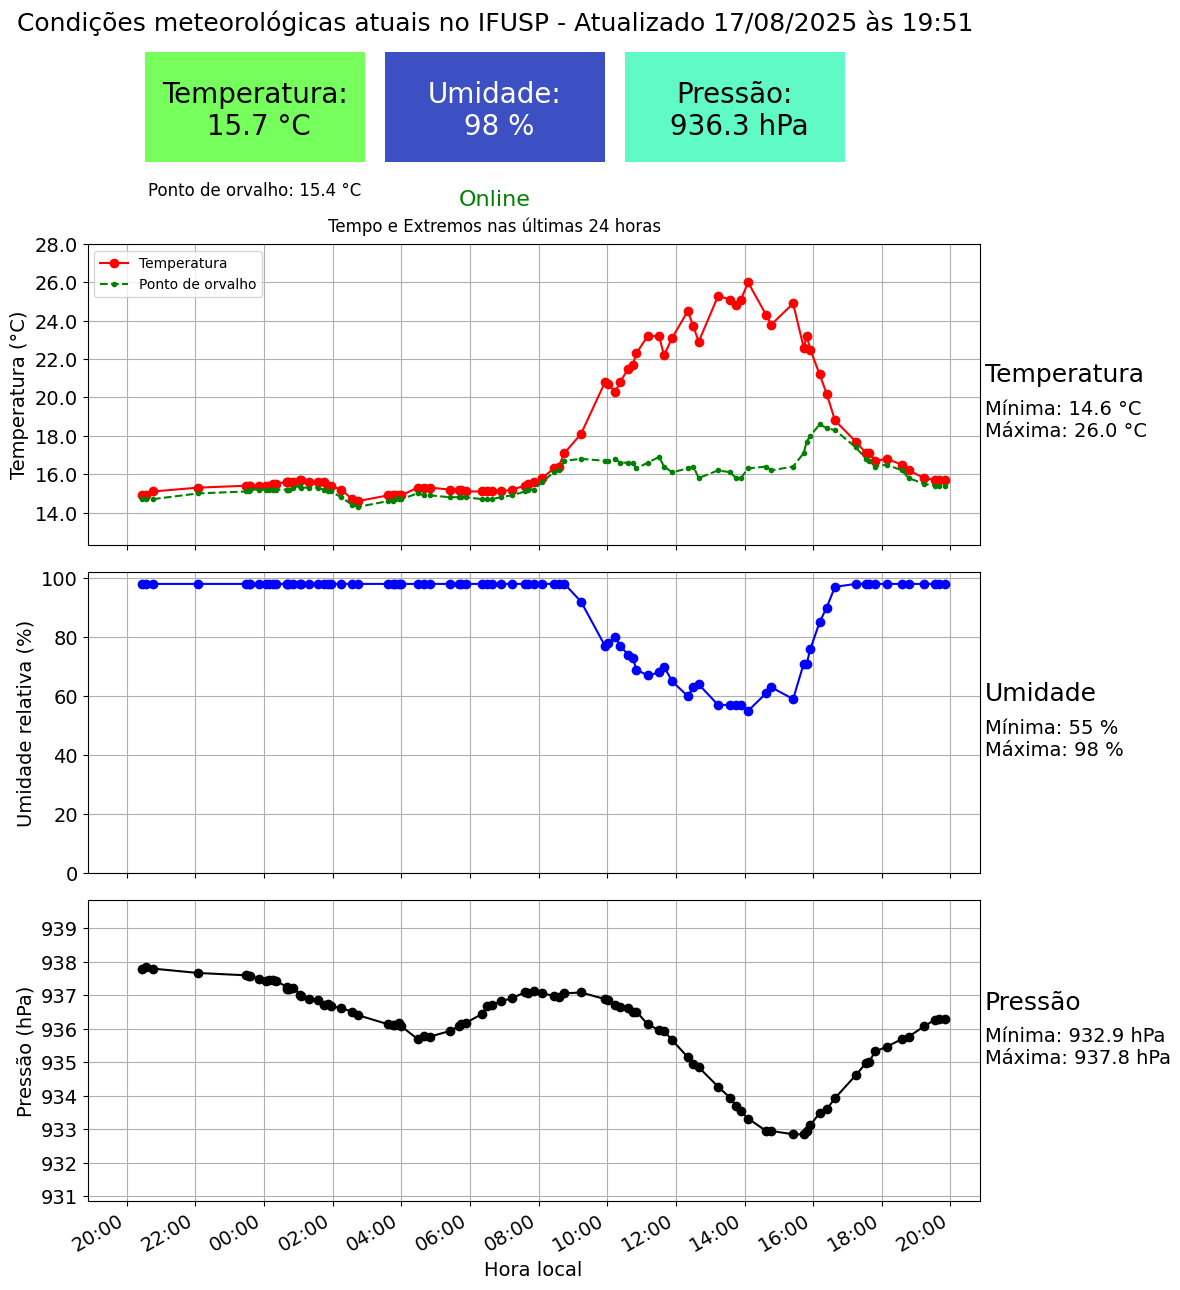 Condições meteorológicas atuais no IFUSP - Atualizado 17/08/2025 às 19:51
Temperatura:
15.7 °C
Umidade:
98 %
Pressão:
936.3 hPa
Ponto de orvalho: 15.4 °C
Online
Tempo e Extremos nas últimas 24 horas
Temperatura
Ponto de orvalho
Temperatura (°C)
28.0
26.0
24.0
22.0
20.0
18.0
16.0
14.0
Temperatura
Mínima: 14.6 °C
Máxima: 26.0 °C
Umidade relativa (%)
100
80
60
40
20
0
Umidade
Mínima: 55 %
Máxima: 98 %
Pressão (hPa)
939
938
937
936
935
934
933
932
931
Pressão
Mínima: 932.9 hPa
Máxima: 937.8 hPa
20:00 22:00 00:00 02:00 04:00 06:00 08:00 10:00 12:00 14:00 16:00 18:00 20:00
Hora local